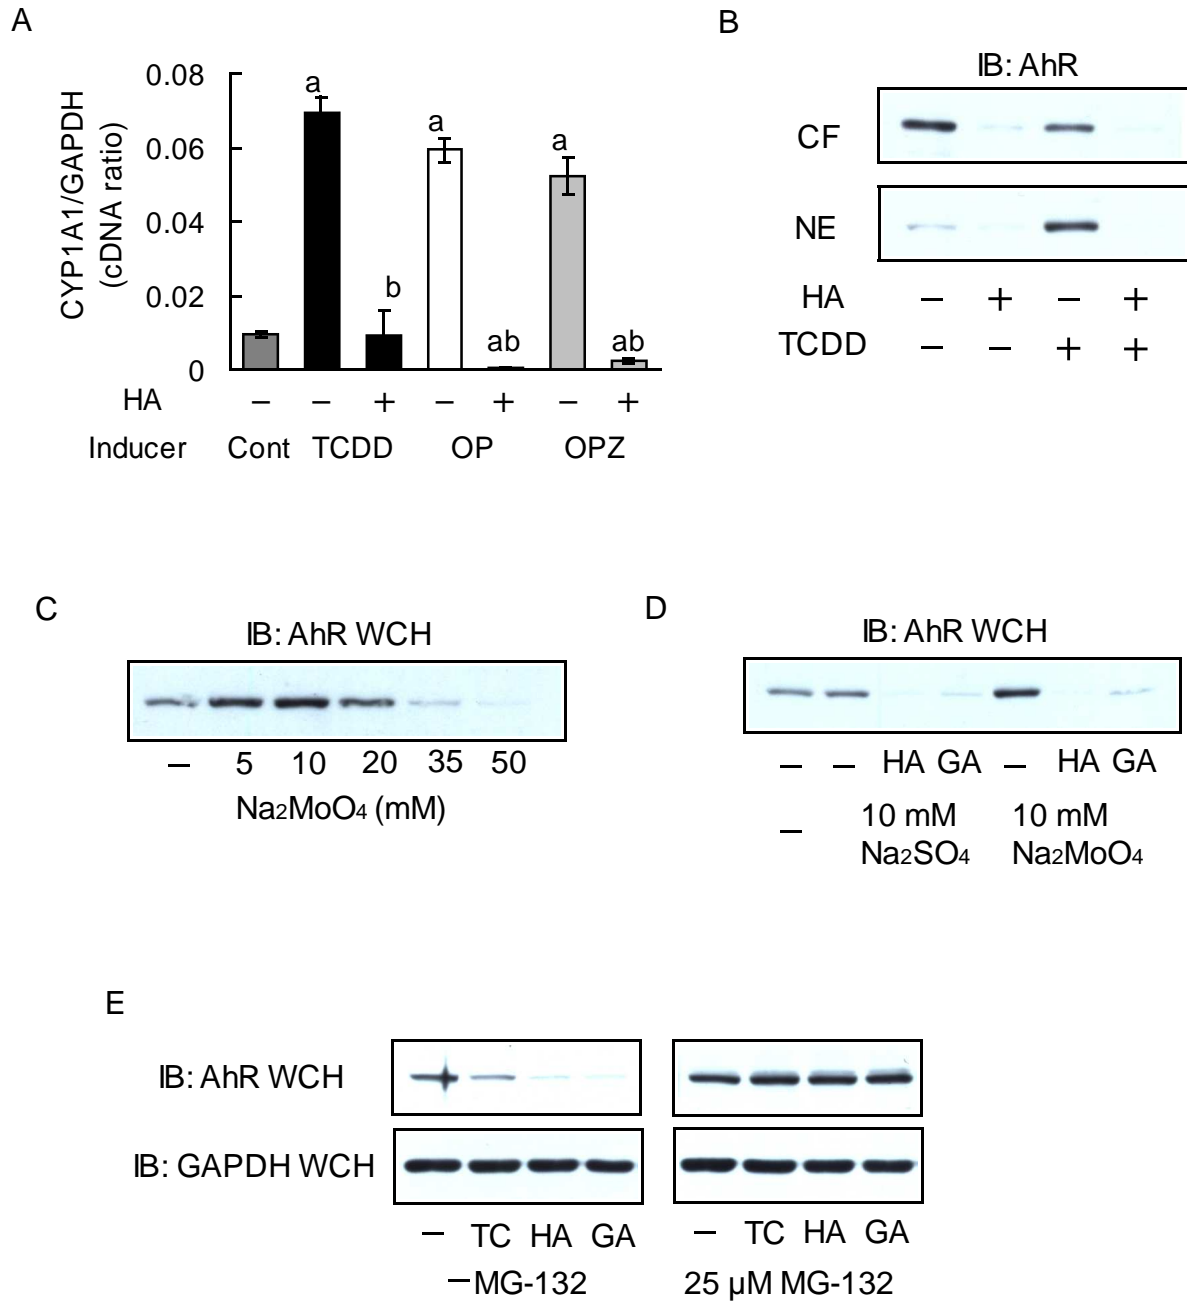 A
CYP1A1/GAPDH
(cDNA ratio)
0.08
0.06
0.04
0.02
0
a
a
a
b
ab
ab
HA − − + − + − +
Inducer Cont TCDD OP OPZ
B
IB: AhR
CF
NE
HA − + − +
TCDD − − + +
C
IB: AhR WCH
− 5 10 20 35 50
Na2MoO4 (mM)
D
IB: AhR WCH
− − HA GA − HA GA
− 10 mM 10 mM
Na2SO4 Na2MoO4
E
IB: AhR WCH
IB: GAPDH WCH
− TC HA GA − TC HA GA
−MG-132 25 µM MG-132